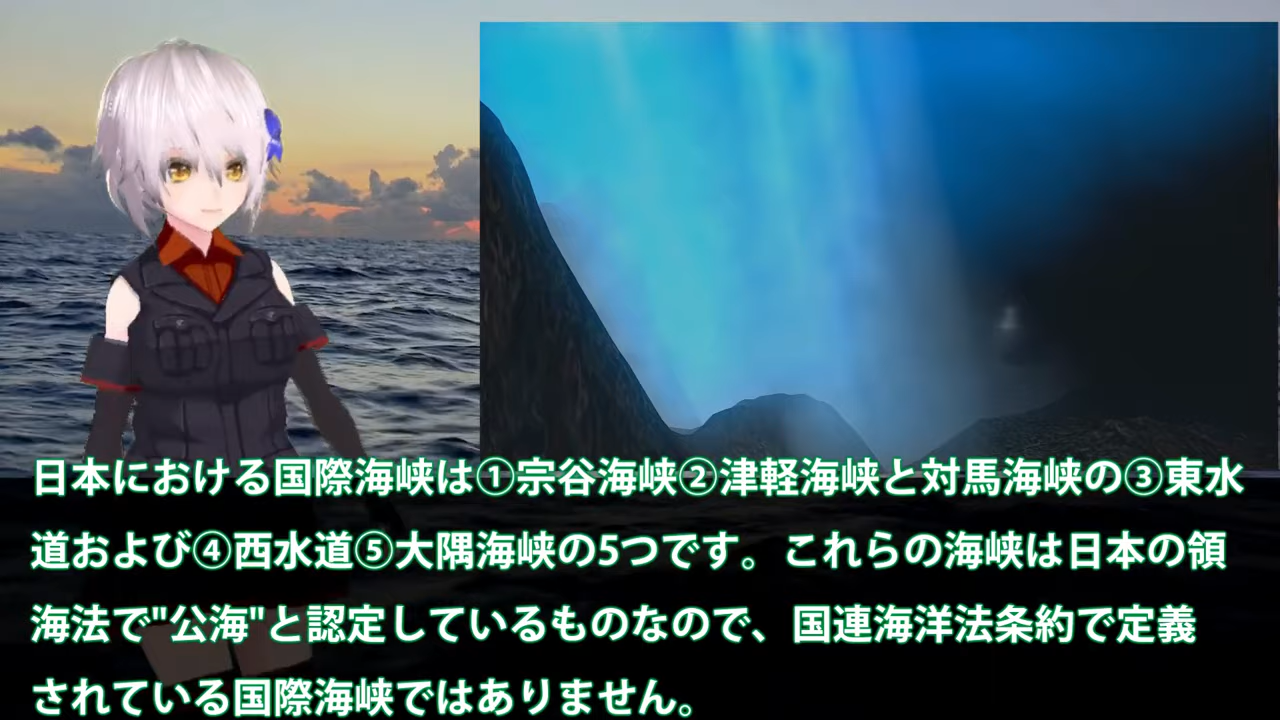 日本における国際海峡は①宗谷海峡②津軽海峡と対馬海峡の③東水
道および④西水道⑤大隅海峡の5つです。これらの海峡は日本の領
海法で"公海"と認定しているものなので、国連海洋法条約で定義
されている国際海峡ではありません。